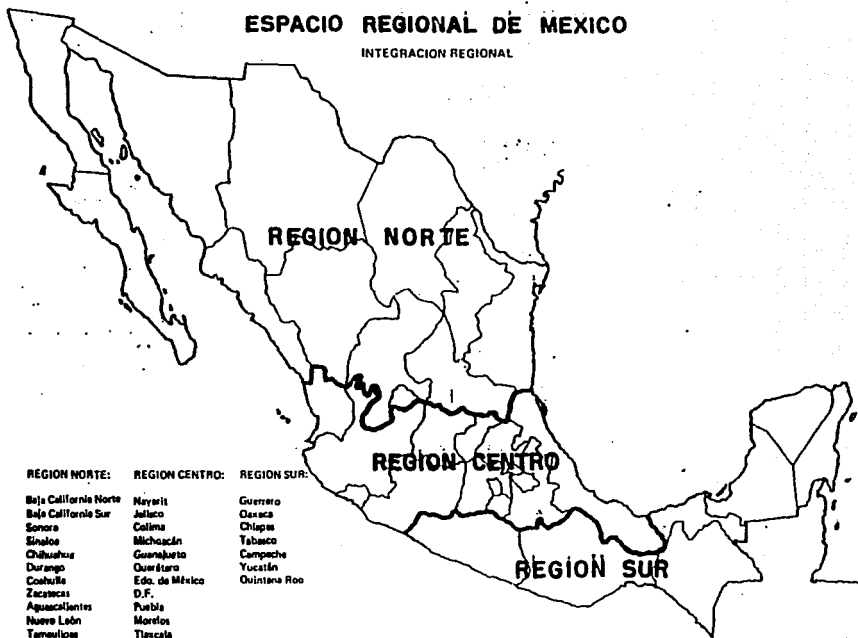 ESPACIO REGIONAL DE MEXICO
INTEGRACION REGIONAL
REGION NORTE
REGION CENTRO
REGION SUR
REGION NORTE:
Baja California Norte
Baja California Sur
Sonora
Sinaloa
Chihuahua
Durango
Coahuila
Zacatecas
Aguascalientes
Nuevo León
Tamaulipas
REGION CENTRO:
Nayarit
Jalisco
Colima
Michoacán
Guanajuato
Querétaro
Edo. de México
D.F.
Puebla
Morelos
Tlaxcala
REGION SUR:
Guerrero
Oaxaca
Chiapas
Tabasco
Campeche
Yucatán
Quintana Roo